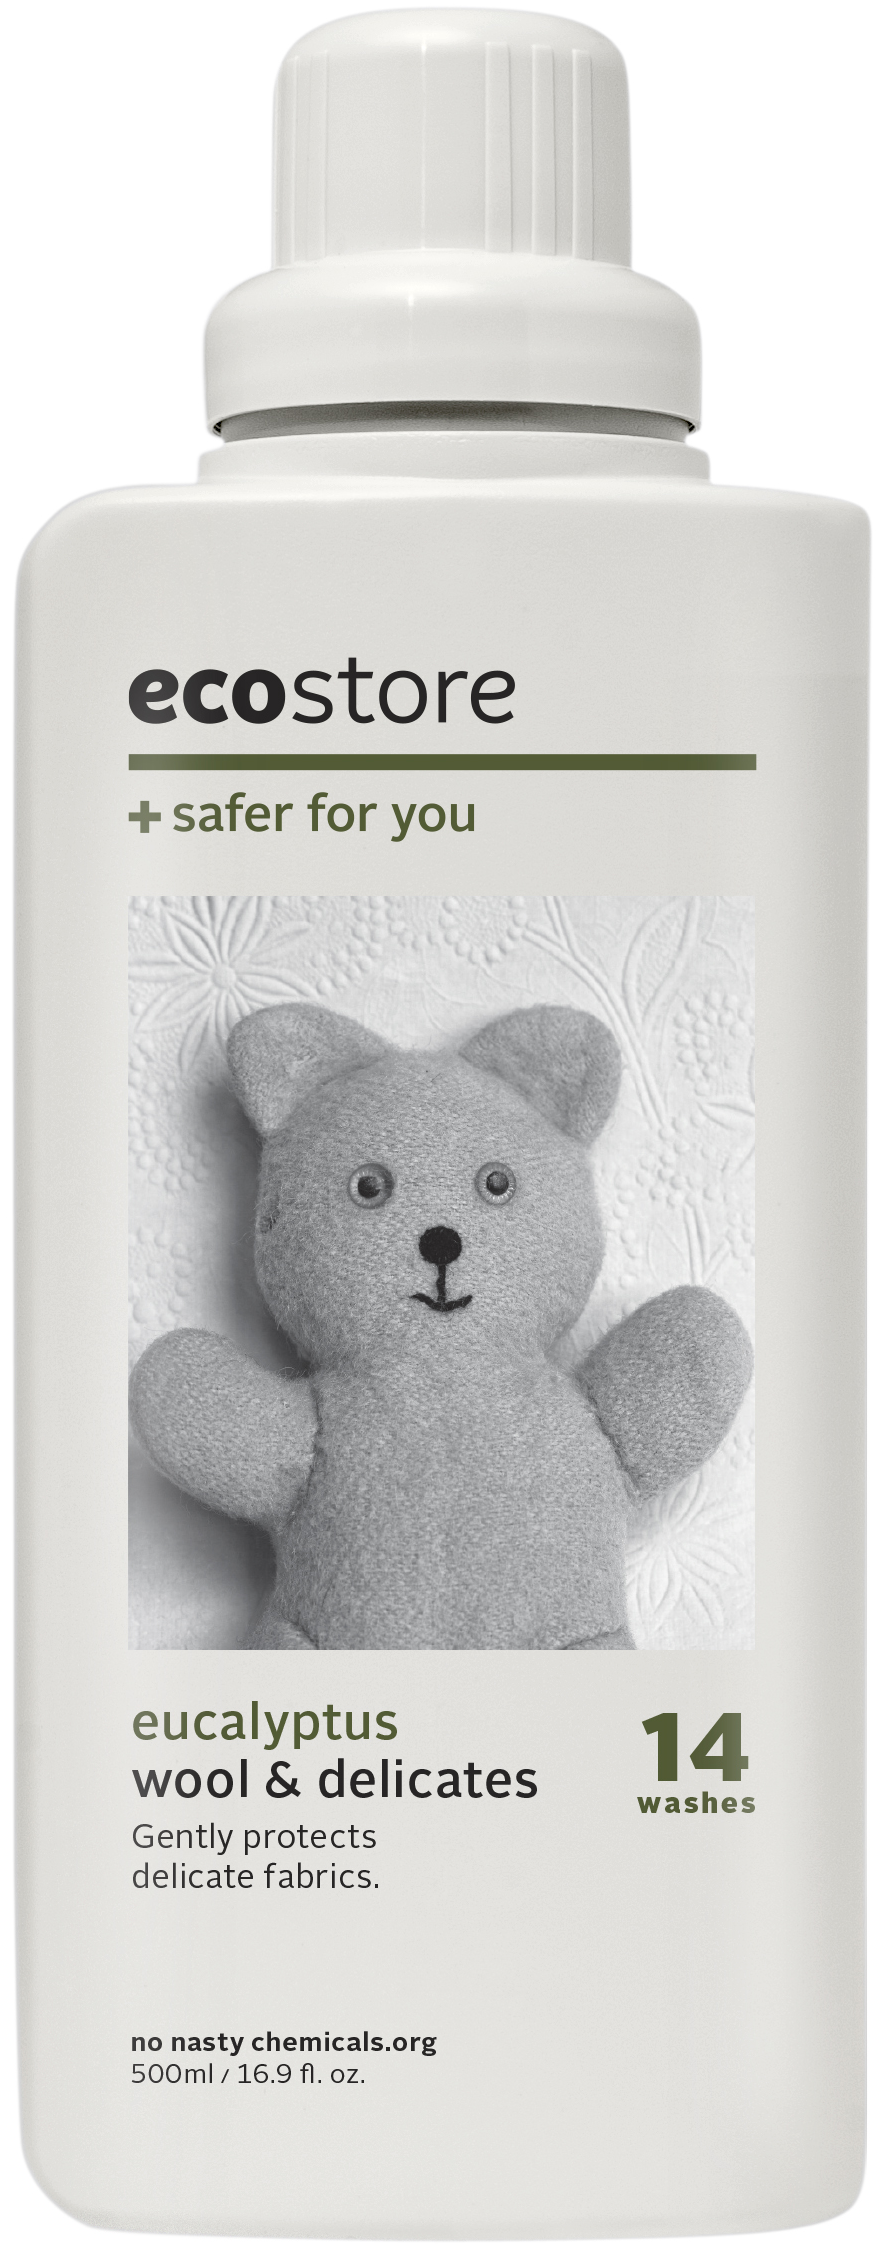 ecostore
+ safer for you
eucalyptus
wool & delicates
14
washes
Gently protects
delicate fabrics.
no nasty chemicals.org
500ml / 16.9 fl. oz.